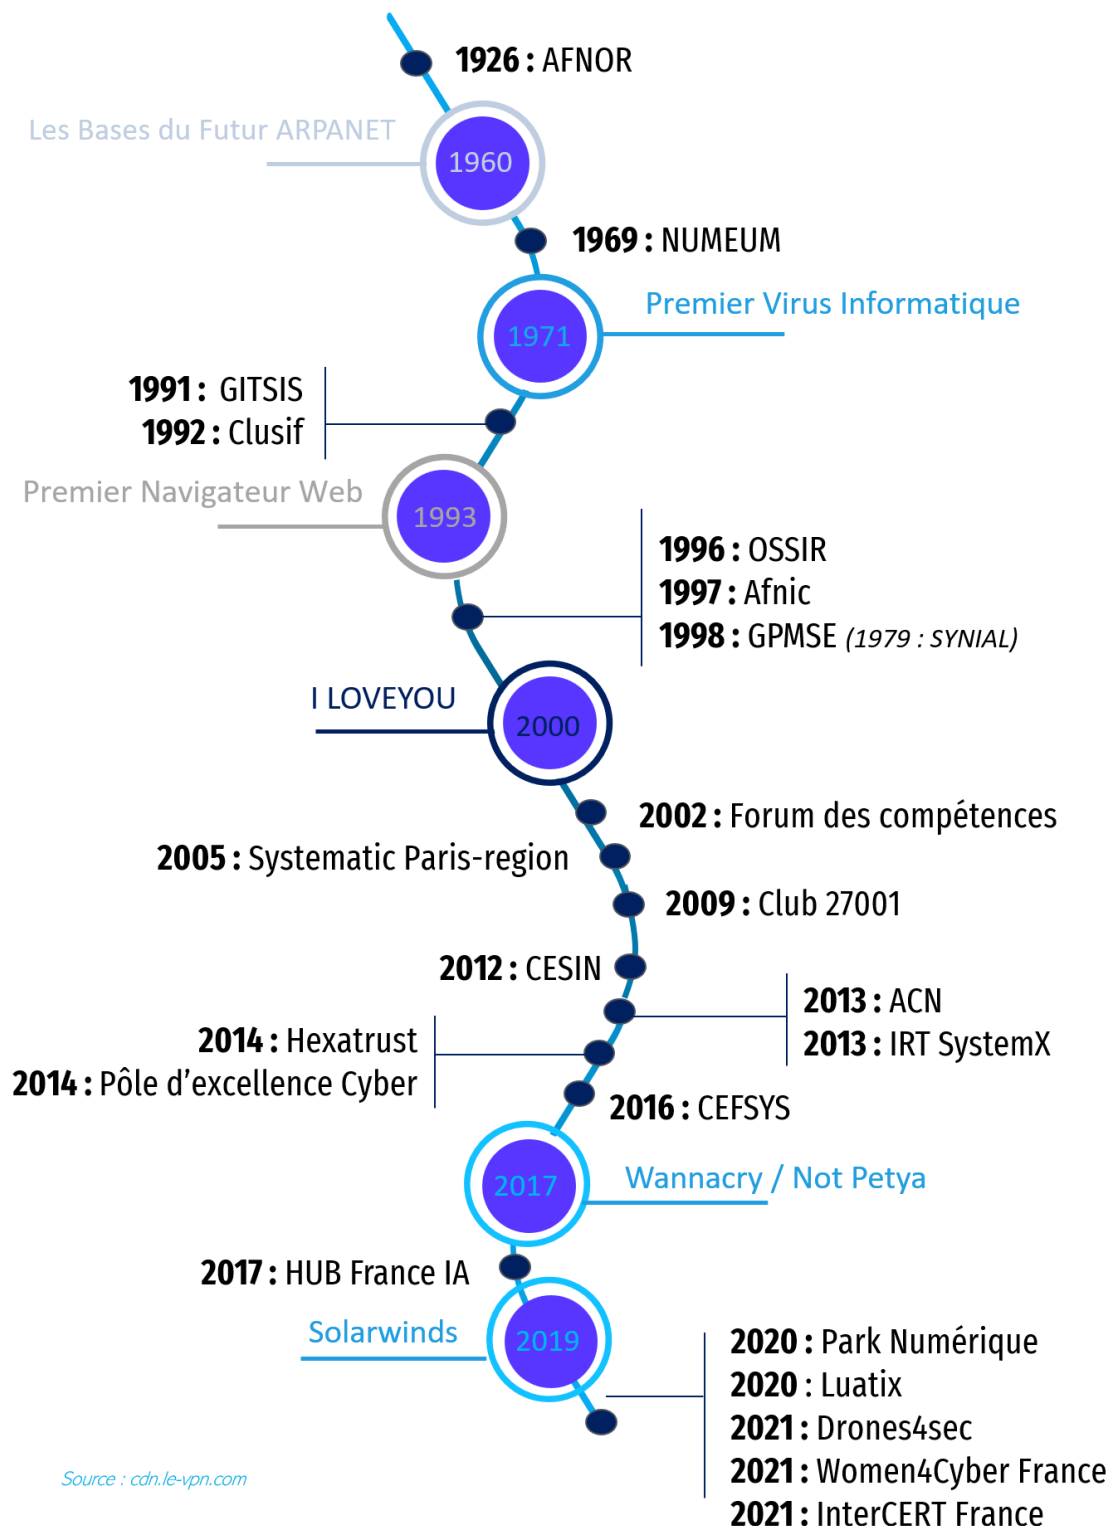 1926 : AFNOR
Les Bases du Futur ARPANET
1960
1969 : NUMEUM
Premier Virus Informatique
1971
1991 : GITSIS
1992 : Clusif
Premier Navigateur Web
1993
1996 : OSSIR
1997 : Afnic
1998 : GPMSE (1979 : SYNIAL)
I LOVEYOU
2000
2002 : Forum des compétences
2005 : Systematic Paris-region
2009 : Club 27001
2012 : CESIN
2013 : ACN
2013 : IRT SystemX
2014 : Hexatrust
2014 : Pôle d’excellence Cyber
2016 : CEFSYS
Wannacry / Not Petya
2017
2017 : HUB France IA
Solarwinds
2019
2020 : Park Numérique
2020 : Luatix
2021 : Drones4sec
2021 : Women4Cyber France
2021 : InterCERT France
Source : cdn.le-vpn.com